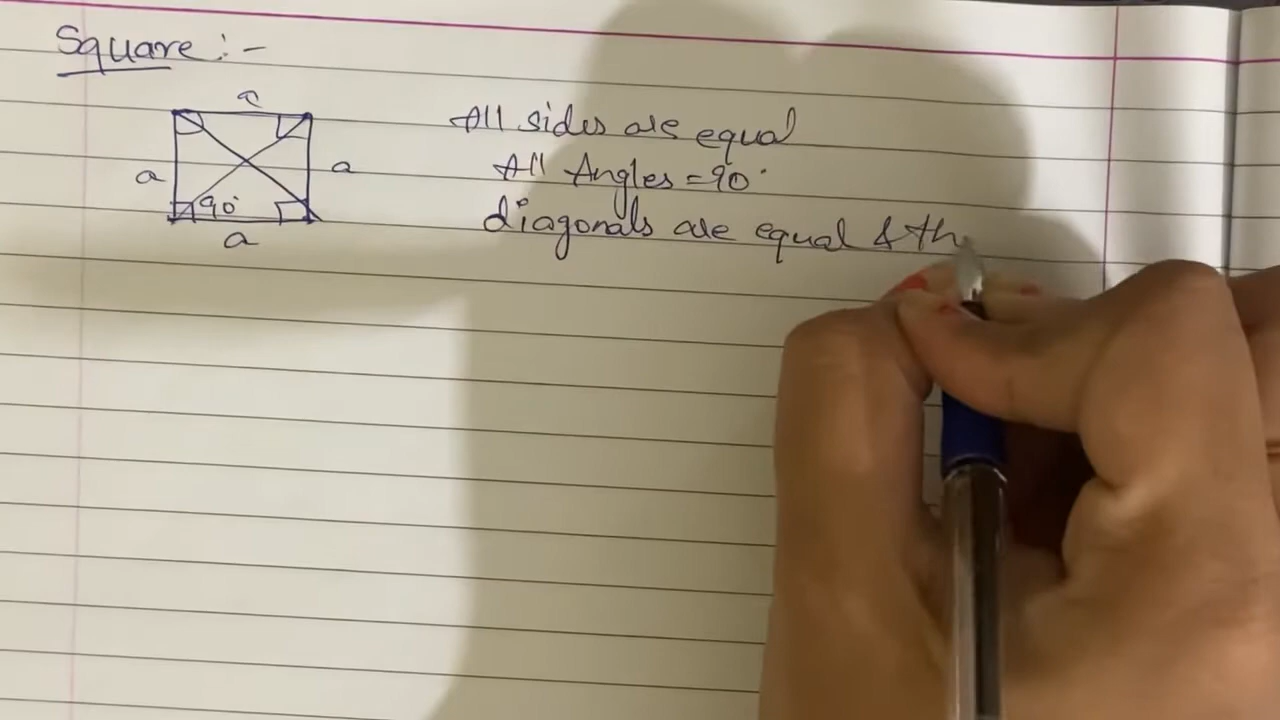 Square :-
a
a
a
90°
a
All sides are equal
All Angles = 90°
diagonals are equal & th